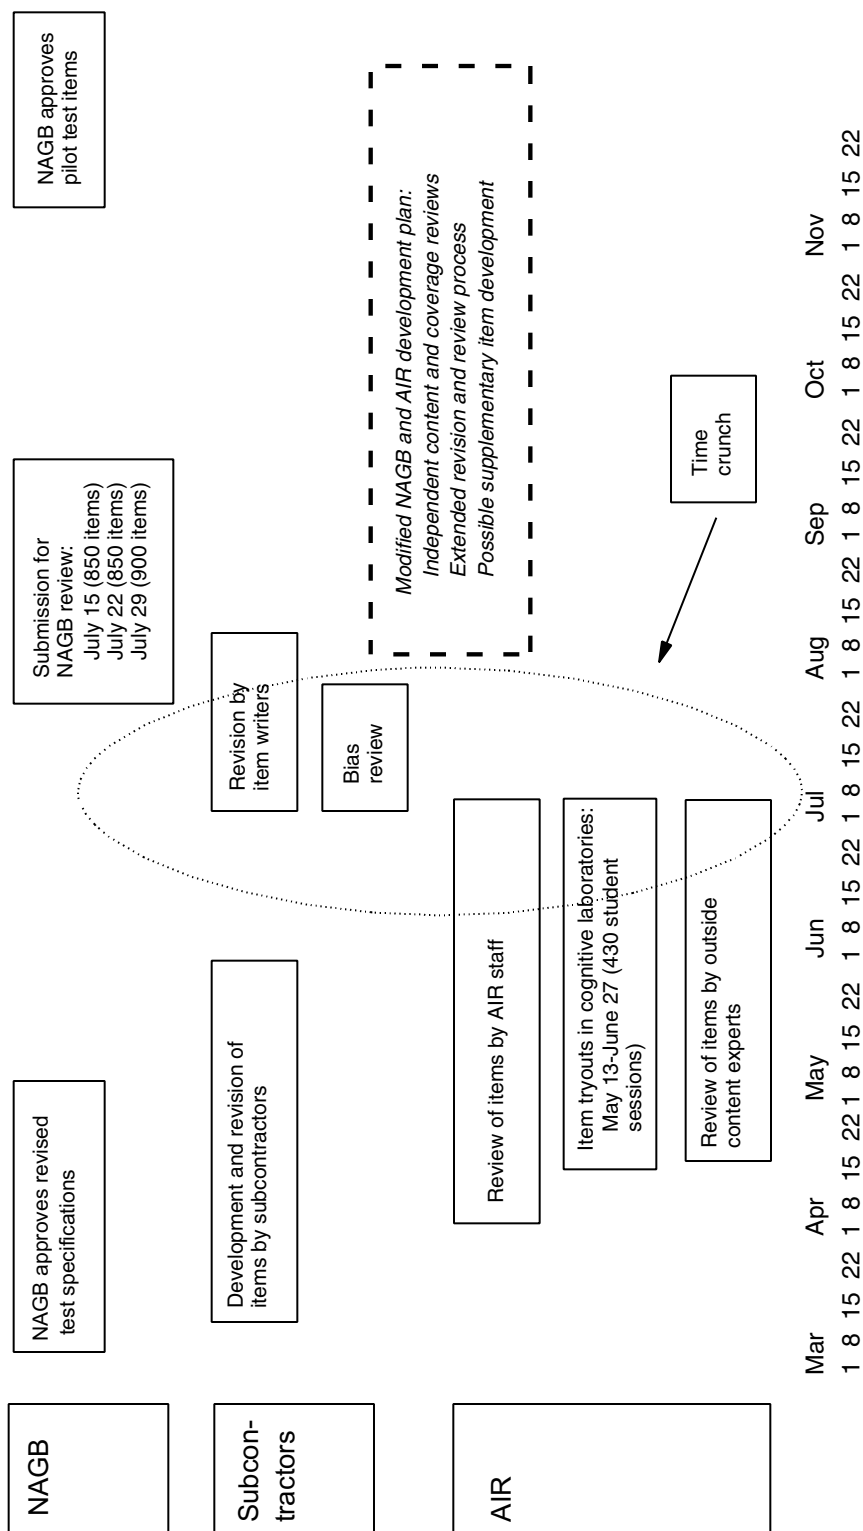 NAGB
NAGB approves revised
test specifications
Submission for
NAGB review:
July 15 (850 items)
July 22 (850 items)
July 29 (900 items)
NAGB approves
pilot test items
Subcon-
tractors
Development and revision of
items by subcontractors
Revision by
item writers
Bias
review
Modified NAGB and AIR development plan:
Independent content and coverage reviews
Extended revision and review process
Possible supplementary item development
AIR
Review of items by AIR staff
Item tryouts in cognitive laboratories:
May 13-June 27 (430 student
sessions)
Review of items by outside
content experts
Time
crunch
Mar Apr May Jun Jul Aug Sep Oct Nov
1 8 15 22 1 8 15 22 1 8 15 22 1 8 15 22 1 8 15 22 1 8 15 22 1 8 15 22 1 8 15 22 1 8 15 22